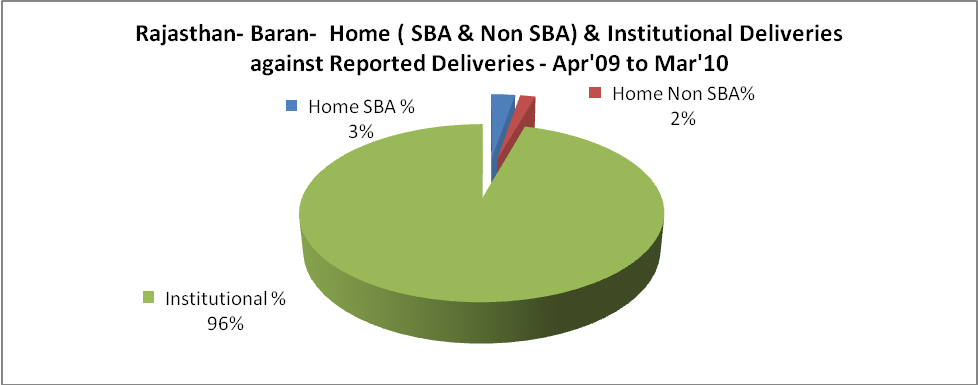 Rajasthan- Baran-  Home ( SBA & Non SBA) & Institutional Deliveries
against Reported Deliveries - Apr'09 to Mar'10
Home SBA %
3%
Home Non SBA%
2%
Institutional %
96%